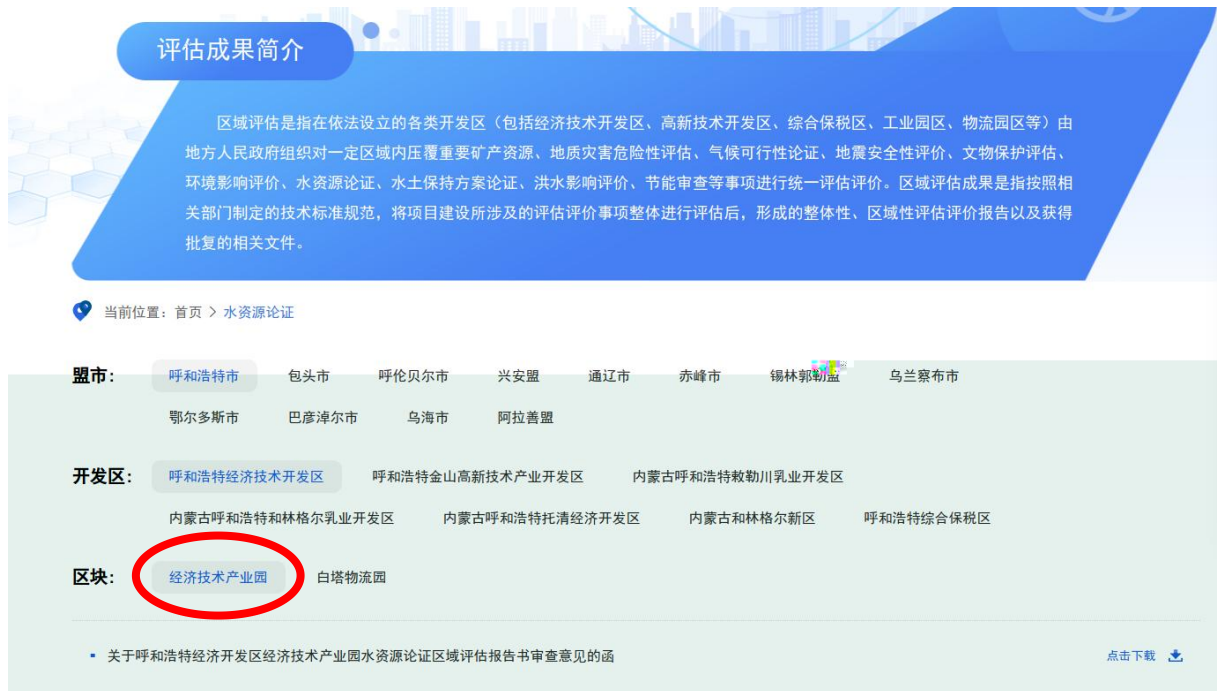 评估成果简介
区域评估是指在依法设立的各类开发区（包括经济技术开发区、高新技术开发区、综合保税区、工业园区、物流园区等）由
地方人民政府组织对一定区域内压覆重要矿产资源、地质灾害危险性评估、气候可行性论证、地震安全性评价、文物保护评估、
环境影响评价、水资源论证、水土保持方案论证、洪水影响评价、节能审查等事项进行统一评估评价。区域评估成果是指按照相
关部门制定的技术标准规范，将项目建设所涉及的评估评价事项整体进行评估后，形成的整体性、区域性评估评价报告以及获得
批复的相关文件。
当前位置：首页 > 水资源论证
盟市： 呼和浩特市 包头市 呼伦贝尔市 兴安盟 通辽市 赤峰市 锡林郭勒盟 乌兰察布市
鄂尔多斯市 巴彦淖尔市 乌海市 阿拉善盟
开发区： 呼和浩特经济技术开发区 呼和浩特金山高新技术产业开发区 内蒙古呼和浩特敕勒川乳业开发区
内蒙古呼和浩特和林格尔乳业开发区 内蒙古呼和浩特托清经济开发区 内蒙古和林格尔新区 呼和浩特综合保税区
区块： 经济技术产业园 白塔物流园
关于呼和浩特经济开发区经济技术产业园水资源论证区域评估报告书审查意见的函 点击下载